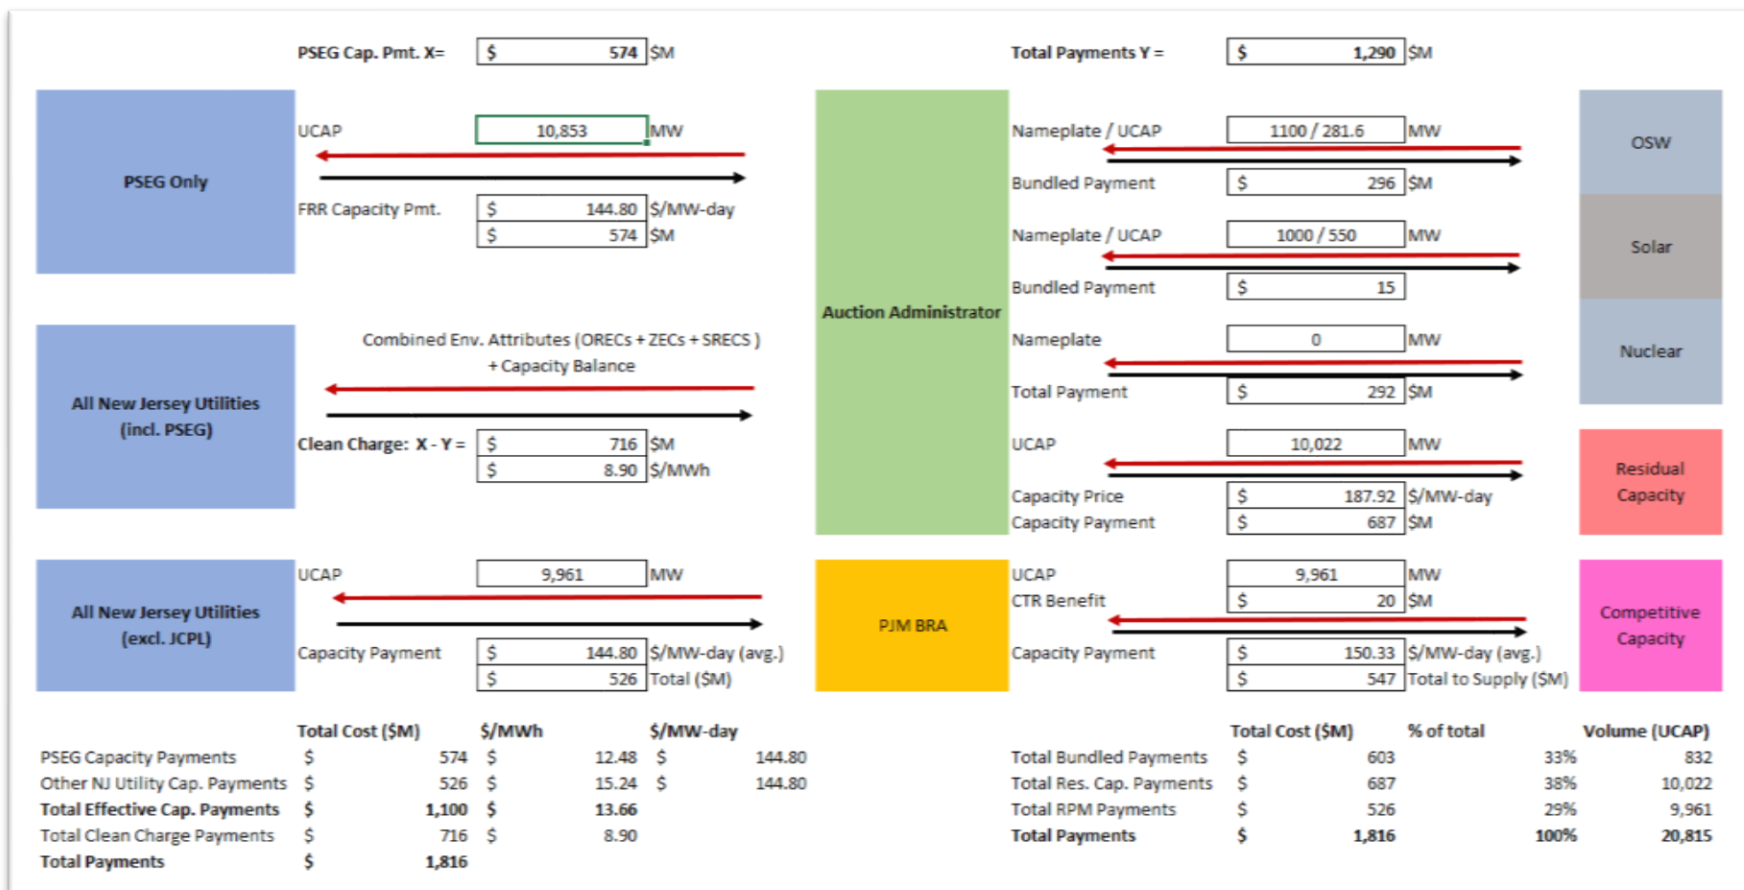 PSEG Cap. Pmt. X= $ 574 $M
Total Payments Y = $ 1,290 $M
PSEG Only
UCAP 10,853 MW
FRR Capacity Pmt. $ 144.80 $/MW-day
$ 574 $M
All New Jersey Utilities
(incl. PSEG)
Combined Env. Attributes (ORECs + ZECs + SRECS )
+ Capacity Balance
Clean Charge: X - Y = $ 716 $M
$ 8.90 $/MWh
All New Jersey Utilities
(excl. JCPL)
UCAP 9,961 MW
Capacity Payment $ 144.80 $/MW-day (avg.)
$ 526 Total ($M)
Auction Administrator
PJM BRA
Nameplate / UCAP 1100 / 281.6 MW
Bundled Payment $ 296 $M
OSW
Nameplate / UCAP 1000 / 550 MW
Bundled Payment $ 15
Solar
Nameplate 0 MW
Total Payment $ 292 $M
Nuclear
UCAP 10,022 MW
Capacity Price $ 187.92 $/MW-day
Capacity Payment $ 687 $M
Residual
Capacity
UCAP 9,961 MW
CTR Benefit $ 20 $M
Capacity Payment $ 150.33 $/MW-day (avg.)
$ 547 Total to Supply ($M)
Competitive
Capacity
Total Cost ($M) $/MWh $/MW-day
PSEG Capacity Payments $ 574 $ 12.48 $ 144.80
Other NJ Utility Cap. Payments $ 526 $ 15.24 $ 144.80
Total Effective Cap. Payments $ 1,100 $ 13.66
Total Clean Charge Payments $ 716 $ 8.90
Total Payments $ 1,816
Total Cost ($M) % of total Volume (UCAP)
Total Bundled Payments $ 603 33% 832
Total Res. Cap. Payments $ 687 38% 10,022
Total RPM Payments $ 526 29% 9,961
Total Payments $ 1,816 100% 20,815